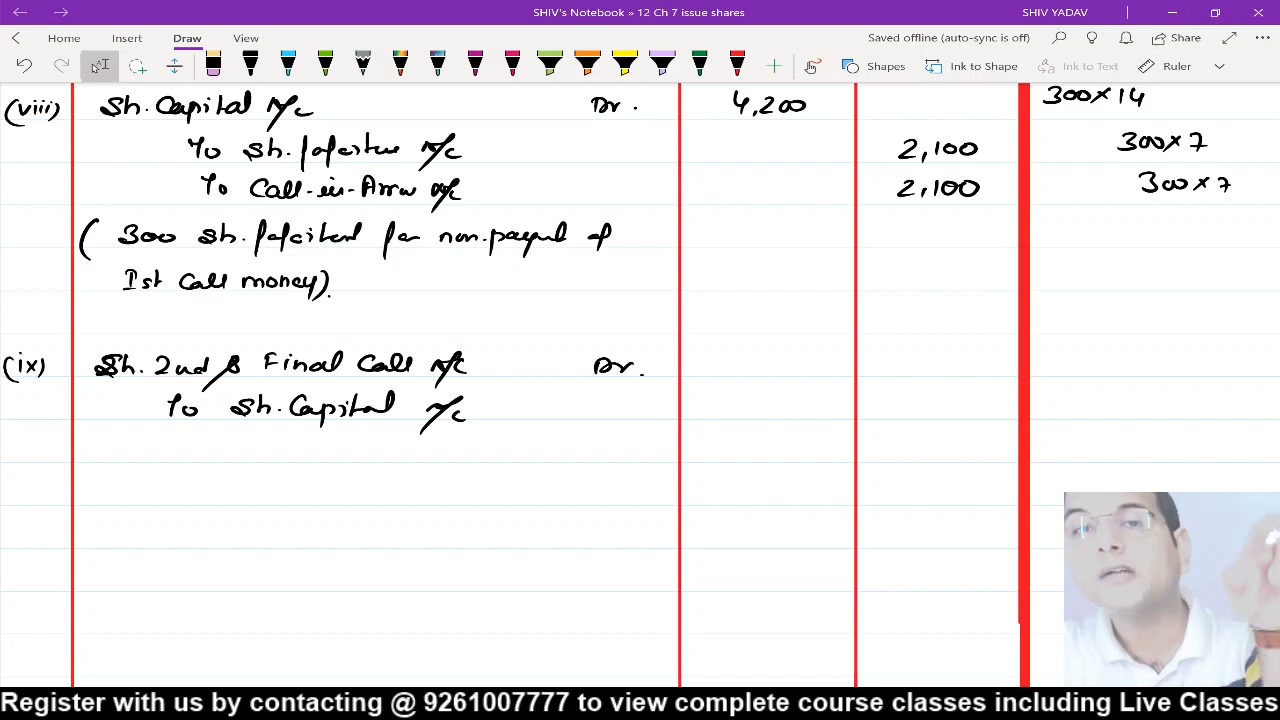 SHIV's Notebook » 12 Ch 7 issue shares
SHIV YADAV
Home Insert Draw View
Saved offline (auto-sync is off)
Share
Shapes
Ink to Shape
Ink to Text
Ruler
(viii) Sh. Capital A/c Dr. 4,200 300 × 14
To Sh. forfeiture A/c 2,100 300 × 7
To Call-in-Arrear A/c 2,100 300 × 7
( 300 Sh. forfeited for non-payment of
Ist Call money).
(ix) Sh. 2nd & Final Call A/c Dr.
To Sh. Capital A/c
Register with us by contacting @ 9261007777 to view complete course classes including Live Classes